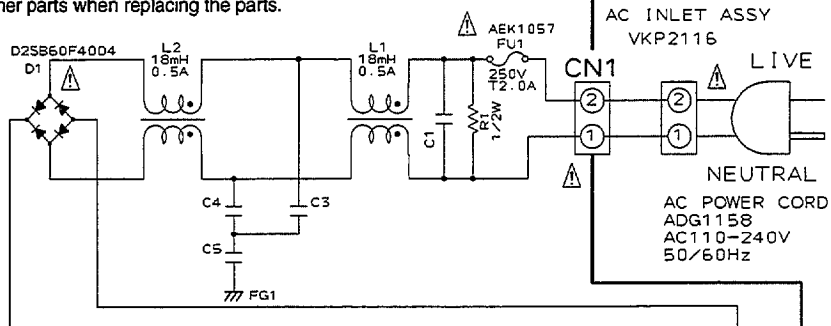 ner parts when replacing the parts.
AC INLET ASSY
VKP2116
AEK1057
FU1
250V
T2.0A
D2SB60F4004
D1
L2
18mH
0.5A
L1
18mH
0.5A
CN1
LIVE
2
2
1
1
C1
R1
1/2W
NEUTRAL
C4
C3
C5
FG1
AC POWER CORD
ADG1158
AC110-240V
50/60Hz